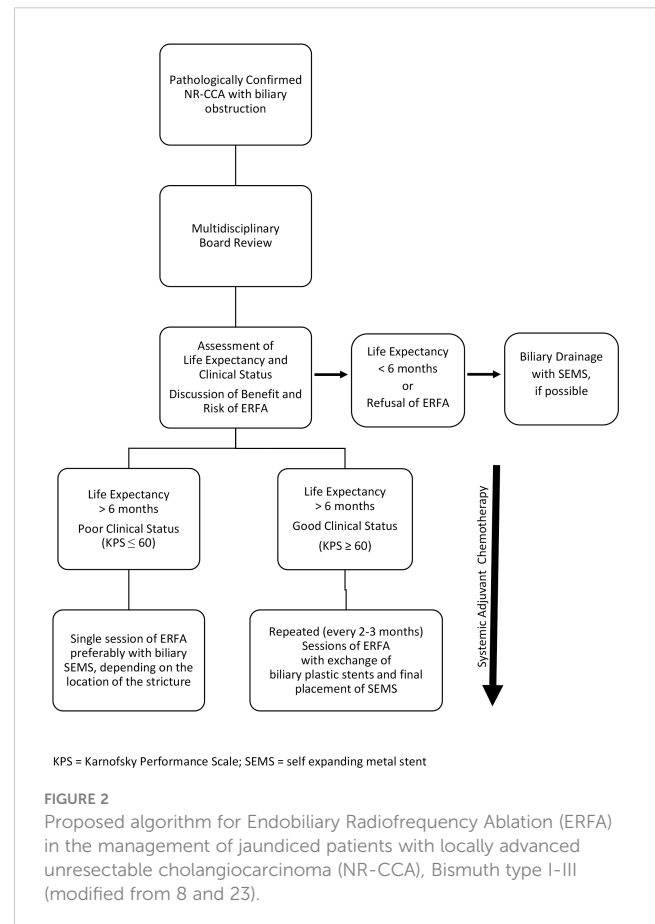 Pathologically Confirmed
NR-CCA with biliary
obstruction
Multidisciplinary
Board Review
Assessment of
Life Expectancy and
Clinical Status
Discussion of Benefit and
Risk of ERFA
Life Expectancy
< 6 months
or
Refusal of ERFA
Biliary Drainage
with SEMS,
if possible
Life Expectancy
> 6 months
Poor Clinical Status
(KPS ≤ 60)
Life Expectancy
> 6 months
Good Clinical Status
(KPS ≥ 60)
Systemic Adjuvant Chemotherapy
Single session of ERFA
preferably with biliary
SEMS, depending on the
location of the stricture
Repeated (every 2-3 months)
Sessions of ERFA
with exchange of
biliary plastic stents and final
placement of SEMS
KPS = Karnofsky Performance Scale; SEMS = self expanding metal stent
FIGURE 2
Proposed algorithm for Endobiliary Radiofrequency Ablation (ERFA)
in the management of jaundiced patients with locally advanced
unresectable cholangiocarcinoma (NR-CCA), Bismuth type I-III
(modified from 8 and 23).